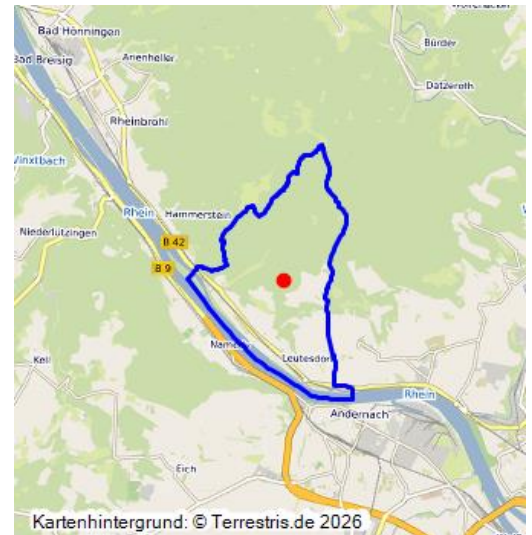 Bad Hönningen
Bürder
Bad Breisig
Arienheller
Datzeroth
Rheinbrohl
Vinxtbach
Rhein
Hammerstein
Niederlützingen
B 42
B 9
Kell
Leutesdorf
Rhein
Andernach
Eich
Kartenhintergrund: © Terrestris.de 2026